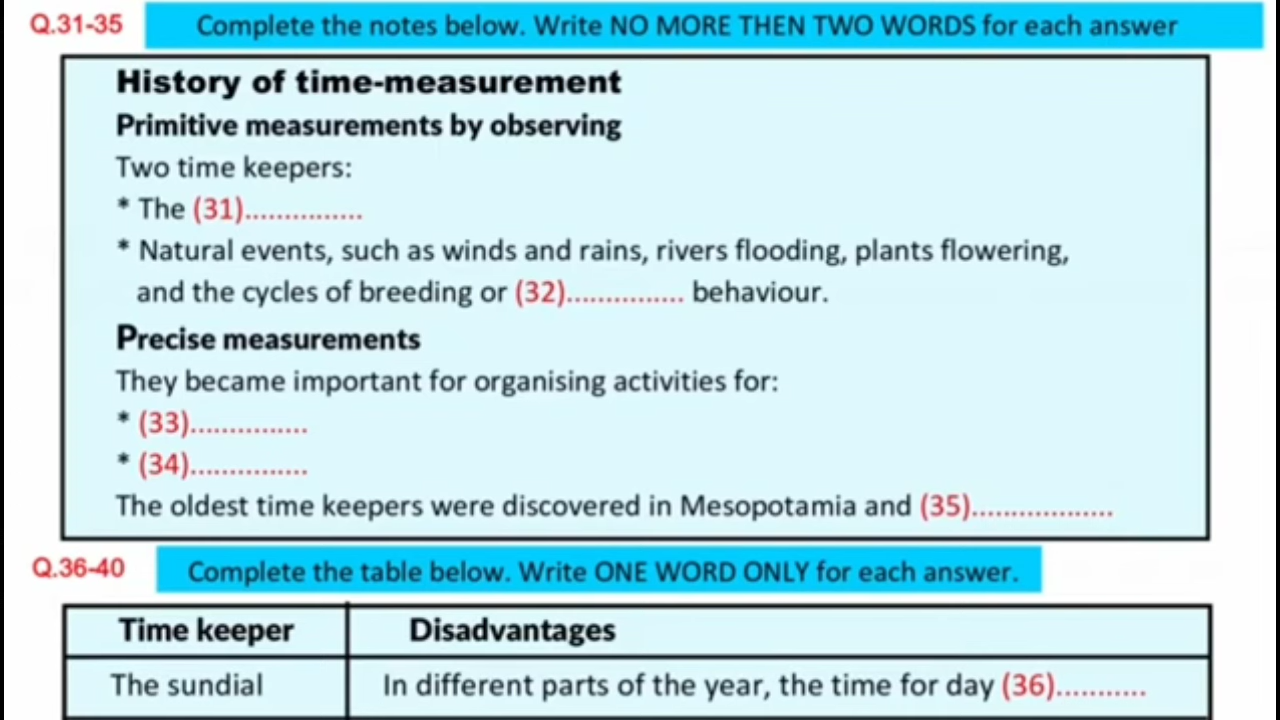 Q.31-35
Complete the notes below. Write NO MORE THEN TWO WORDS for each answer
History of time-measurement
Primitive measurements by observing
Two time keepers:
* The (31)...............
* Natural events, such as winds and rains, rivers flooding, plants flowering,
and the cycles of breeding or (32)............... behaviour.
Precise measurements
They became important for organising activities for:
* (33)...............
* (34)...............
The oldest time keepers were discovered in Mesopotamia and (35)..................
Q.36-40
Complete the table below. Write ONE WORD ONLY for each answer.
Time keeper Disadvantages
The sundial In different parts of the year, the time for day (36)...........